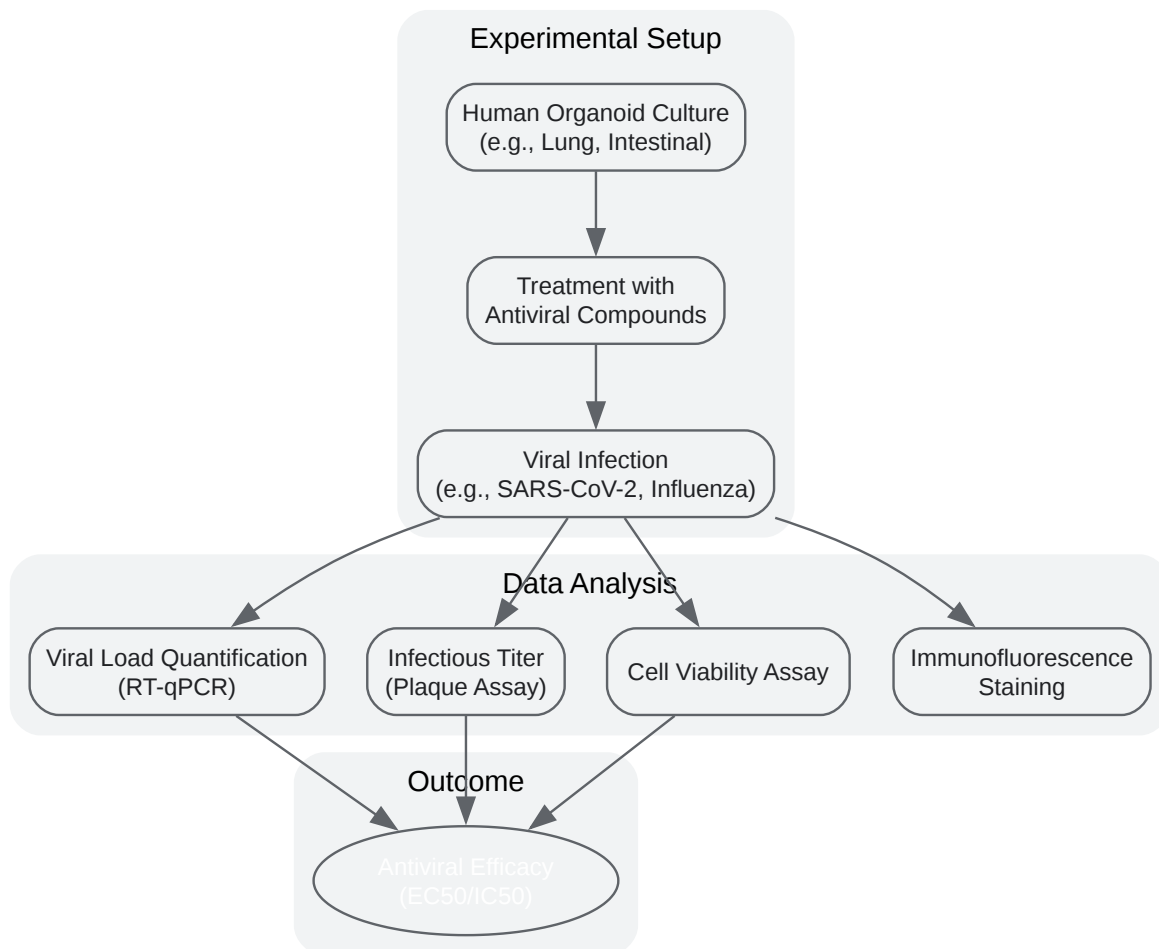 Experimental Setup
Human Organoid Culture
(e.g., Lung, Intestinal)
Treatment with
Antiviral Compounds
Viral Infection
(e.g., SARS-CoV-2, Influenza)
Data Analysis
Viral Load Quantification
(RT-qPCR)
Infectious Titer
(Plaque Assay)
Cell Viability Assay
Immunofluorescence
Staining
Outcome
Antiviral Efficacy
(EC50/IC50)